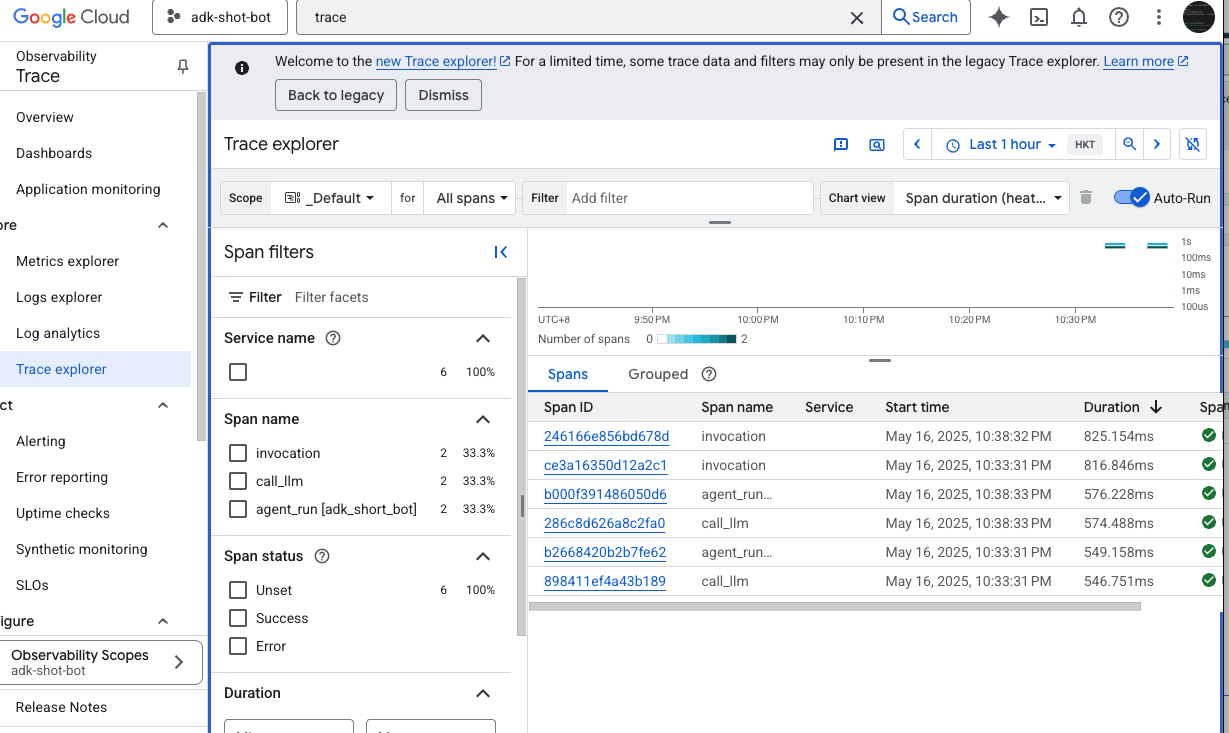 Google Cloud
adk-shot-bot
trace
Search
Observability
Trace
Welcome to the new Trace explorer! For a limited time, some trace data and filters may only be present in the legacy Trace explorer. Learn more
Back to legacy
Dismiss
Overview
Dashboards
Application monitoring
ore
Metrics explorer
Logs explorer
Log analytics
Trace explorer
ct
Alerting
Error reporting
Uptime checks
Synthetic monitoring
SLOs
igure
Observability Scopes
adk-shot-bot
Release Notes
Trace explorer
Last 1 hour
HKT
Scope
_Default
for
All spans
Filter
Add filter
Chart view
Span duration (heat...
Auto-Run
Span filters
Filter Filter facets
Service name
6 100%
Span name
invocation 2 33.3%
call_llm 2 33.3%
agent_run [adk_short_bot] 2 33.3%
Span status
Unset 6 100%
Success
Error
Duration
1s
100ms
10ms
1ms
100us
UTC+8 9:50 PM 10:00 PM 10:10 PM 10:20 PM 10:30 PM
Number of spans 0 2
Spans Grouped
Span ID Span name Service Start time Duration Span
246166e856bd678d invocation May 16, 2025, 10:38:32 PM 825.154ms
ce3a16350d12a2c1 invocation May 16, 2025, 10:33:31 PM 816.846ms
b000f391486050d6 agent_run... May 16, 2025, 10:38:33 PM 576.228ms
286c8d626a8c2fa0 call_llm May 16, 2025, 10:38:33 PM 574.488ms
b2668420b2b7fe62 agent_run... May 16, 2025, 10:33:31 PM 549.158ms
898411ef4a43b189 call_llm May 16, 2025, 10:33:31 PM 546.751ms